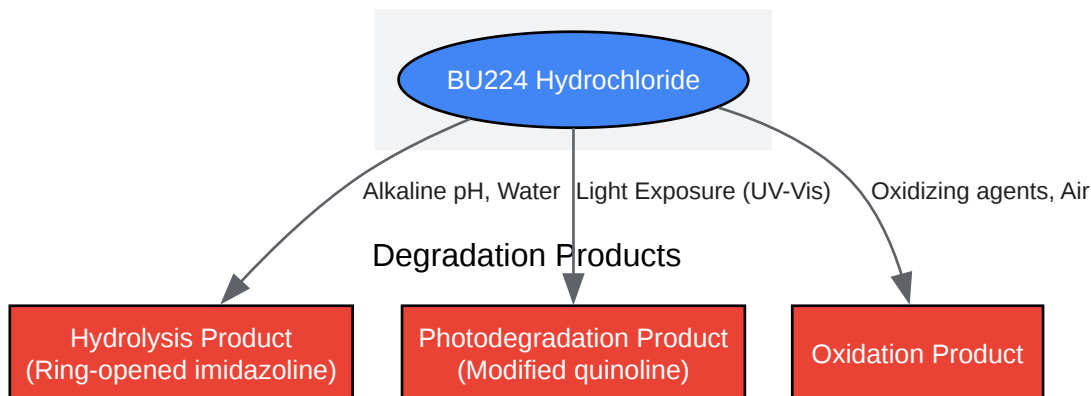 BU224 Hydrochloride
Alkaline pH, Water
Light Exposure (UV-Vis)
Oxidizing agents, Air
Degradation Products
Hydrolysis Product
(Ring-opened imidazoline)
Photodegradation Product
(Modified quinoline)
Oxidation Product